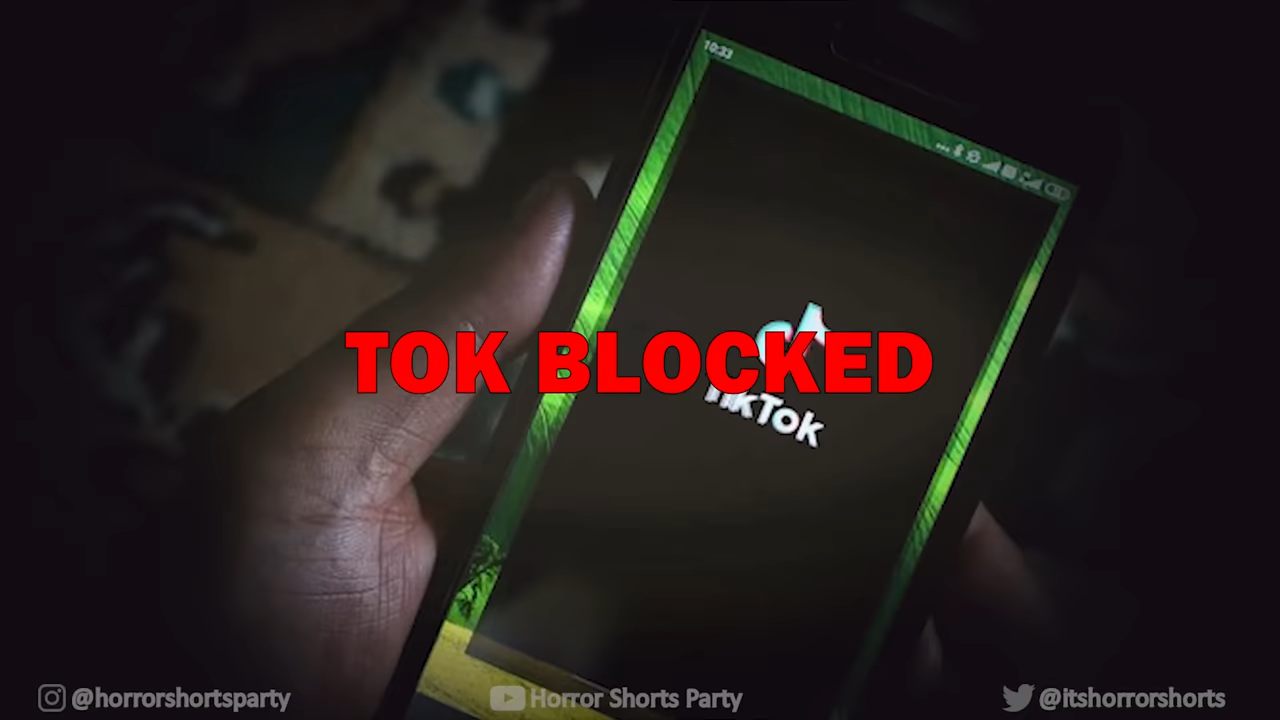 10:33
TOK BLOCKED
TikTok
@horrorshortsparty
Horror Shorts Party
@itshorrorshorts